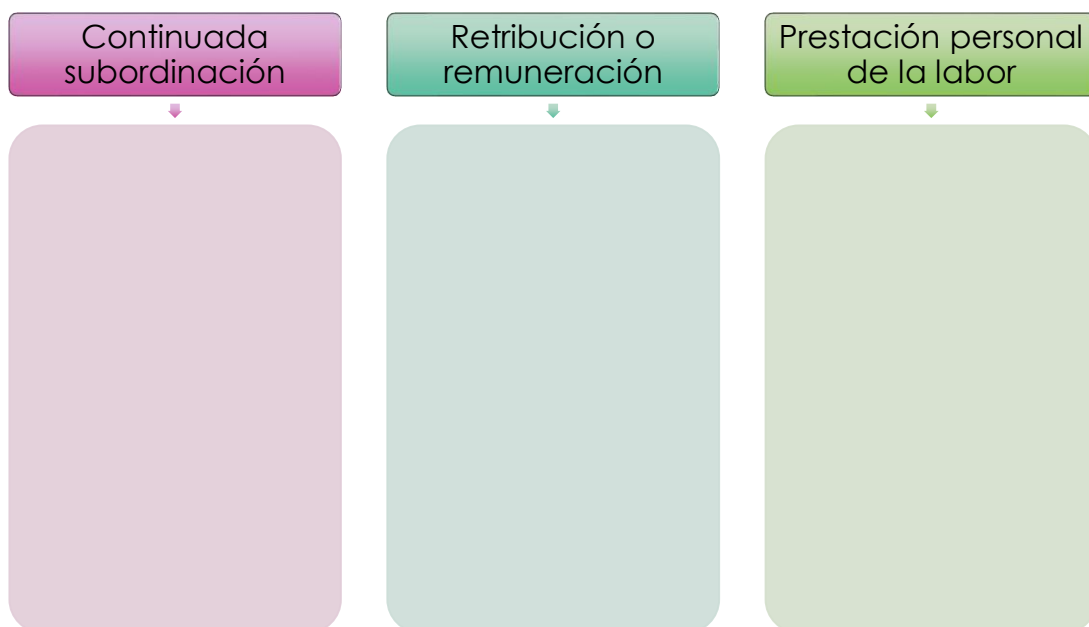 Continuada
subordinación
Retribución o
remuneración
Prestación personal
de la labor